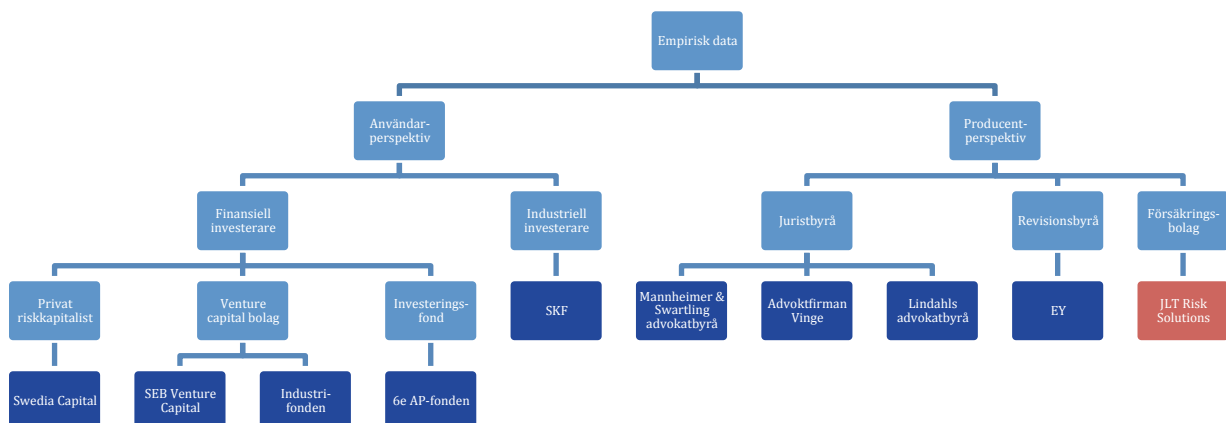 Empirisk data
Användar-
perspektiv
Producent-
perspektiv
Finansiell
investerare
Industriell
investerare
Juristbyrå
Revisionsbyrå
Försäkrings-
bolag
Privat
riskkapitalist
Venture
capital bolag
Investerings-
fond
SKF
Mannheimer &
Swartling
advokatbyrå
Advoktfirman
Vinge
Lindahls
advokatbyrå
EY
JLT Risk
Solutions
Swedia Capital
SEB Venture
Capital
Industri-
fonden
6e AP-fonden